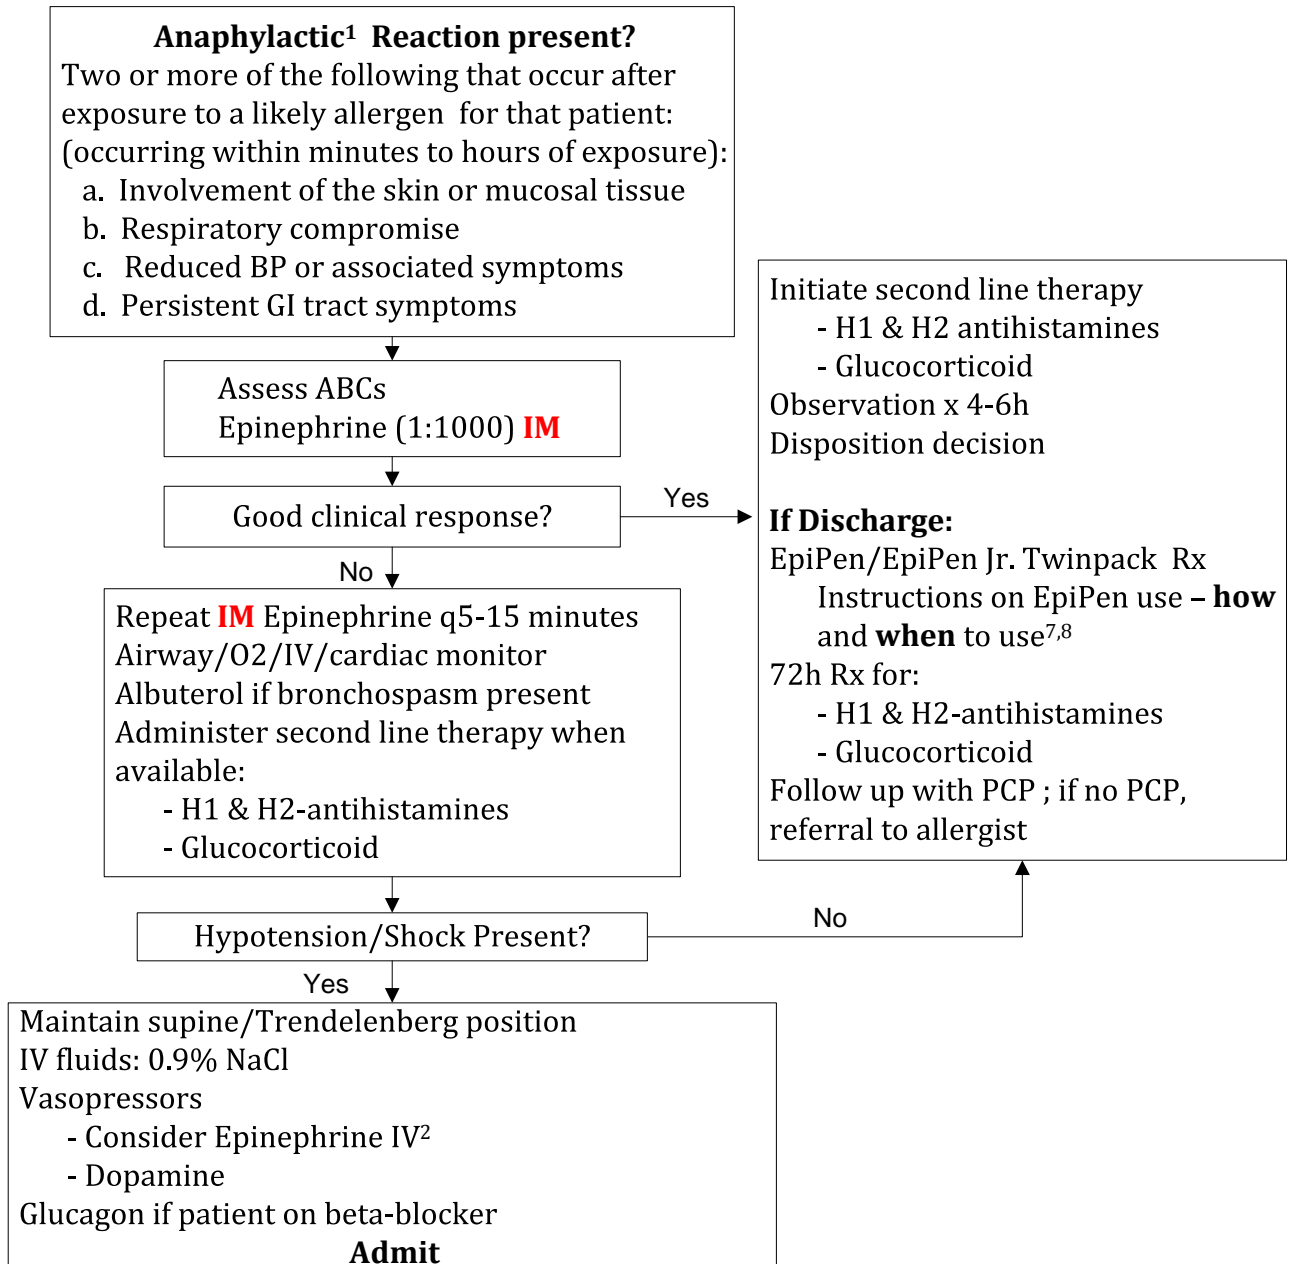 Anaphylactic¹ Reaction present?
Two or more of the following that occur after
exposure to a likely allergen for that patient:
(occurring within minutes to hours of exposure):
a. Involvement of the skin or mucosal tissue
b. Respiratory compromise
c. Reduced BP or associated symptoms
d. Persistent GI tract symptoms
Assess ABCs
Epinephrine (1:1000) IM
Good clinical response?
Yes
No
Repeat IM Epinephrine q5-15 minutes
Airway/O2/IV/cardiac monitor
Albuterol if bronchospasm present
Administer second line therapy when
available:
- H1 & H2-antihistamines
- Glucocorticoid
Hypotension/Shock Present?
No
Yes
Maintain supine/Trendelenberg position
IV fluids: 0.9% NaCl
Vasopressors
- Consider Epinephrine IV²
- Dopamine
Glucagon if patient on beta-blocker
Admit
Initiate second line therapy
- H1 & H2 antihistamines
- Glucocorticoid
Observation x 4-6h
Disposition decision
If Discharge:
EpiPen/EpiPen Jr. Twinpack Rx
Instructions on EpiPen use – how
and when to use⁷,⁸
72h Rx for:
- H1 & H2-antihistamines
- Glucocorticoid
Follow up with PCP ; if no PCP,
referral to allergist